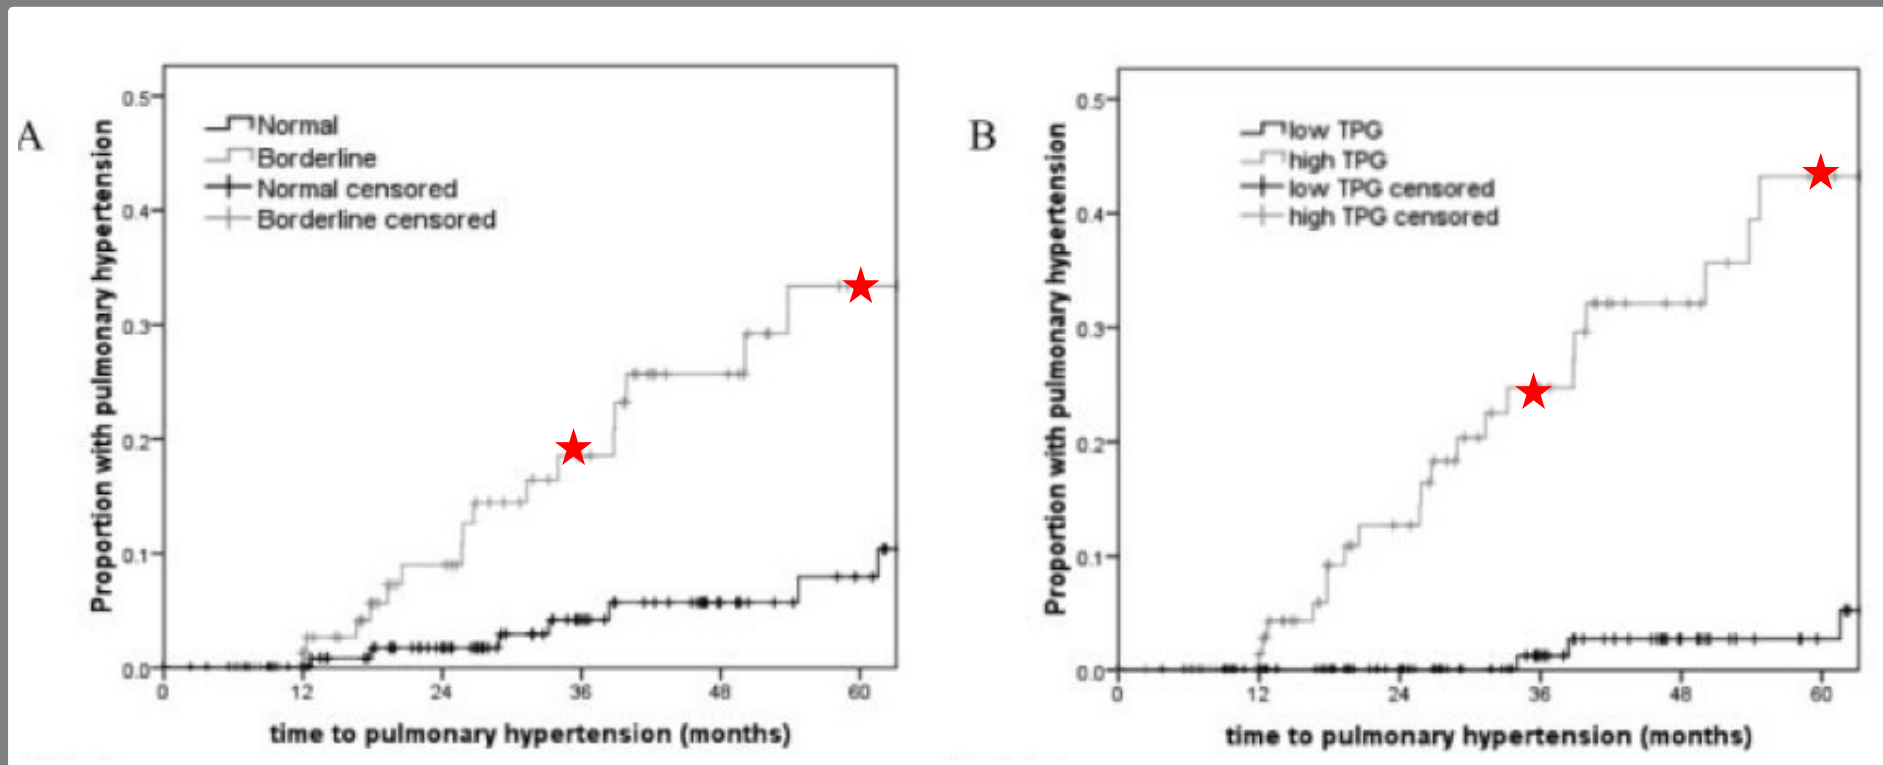 A
Proportion with pulmonary hypertension
0.5
0.4
0.3
0.2
0.1
0.0
Normal
Borderline
Normal censored
Borderline censored
0 12 24 36 48 60
time to pulmonary hypertension (months)
B
Proportion with pulmonary hypertension
0.5
0.4
0.3
0.2
0.1
0.0
low TPG
high TPG
low TPG censored
high TPG censored
0 12 24 36 48 60
time to pulmonary hypertension (months)